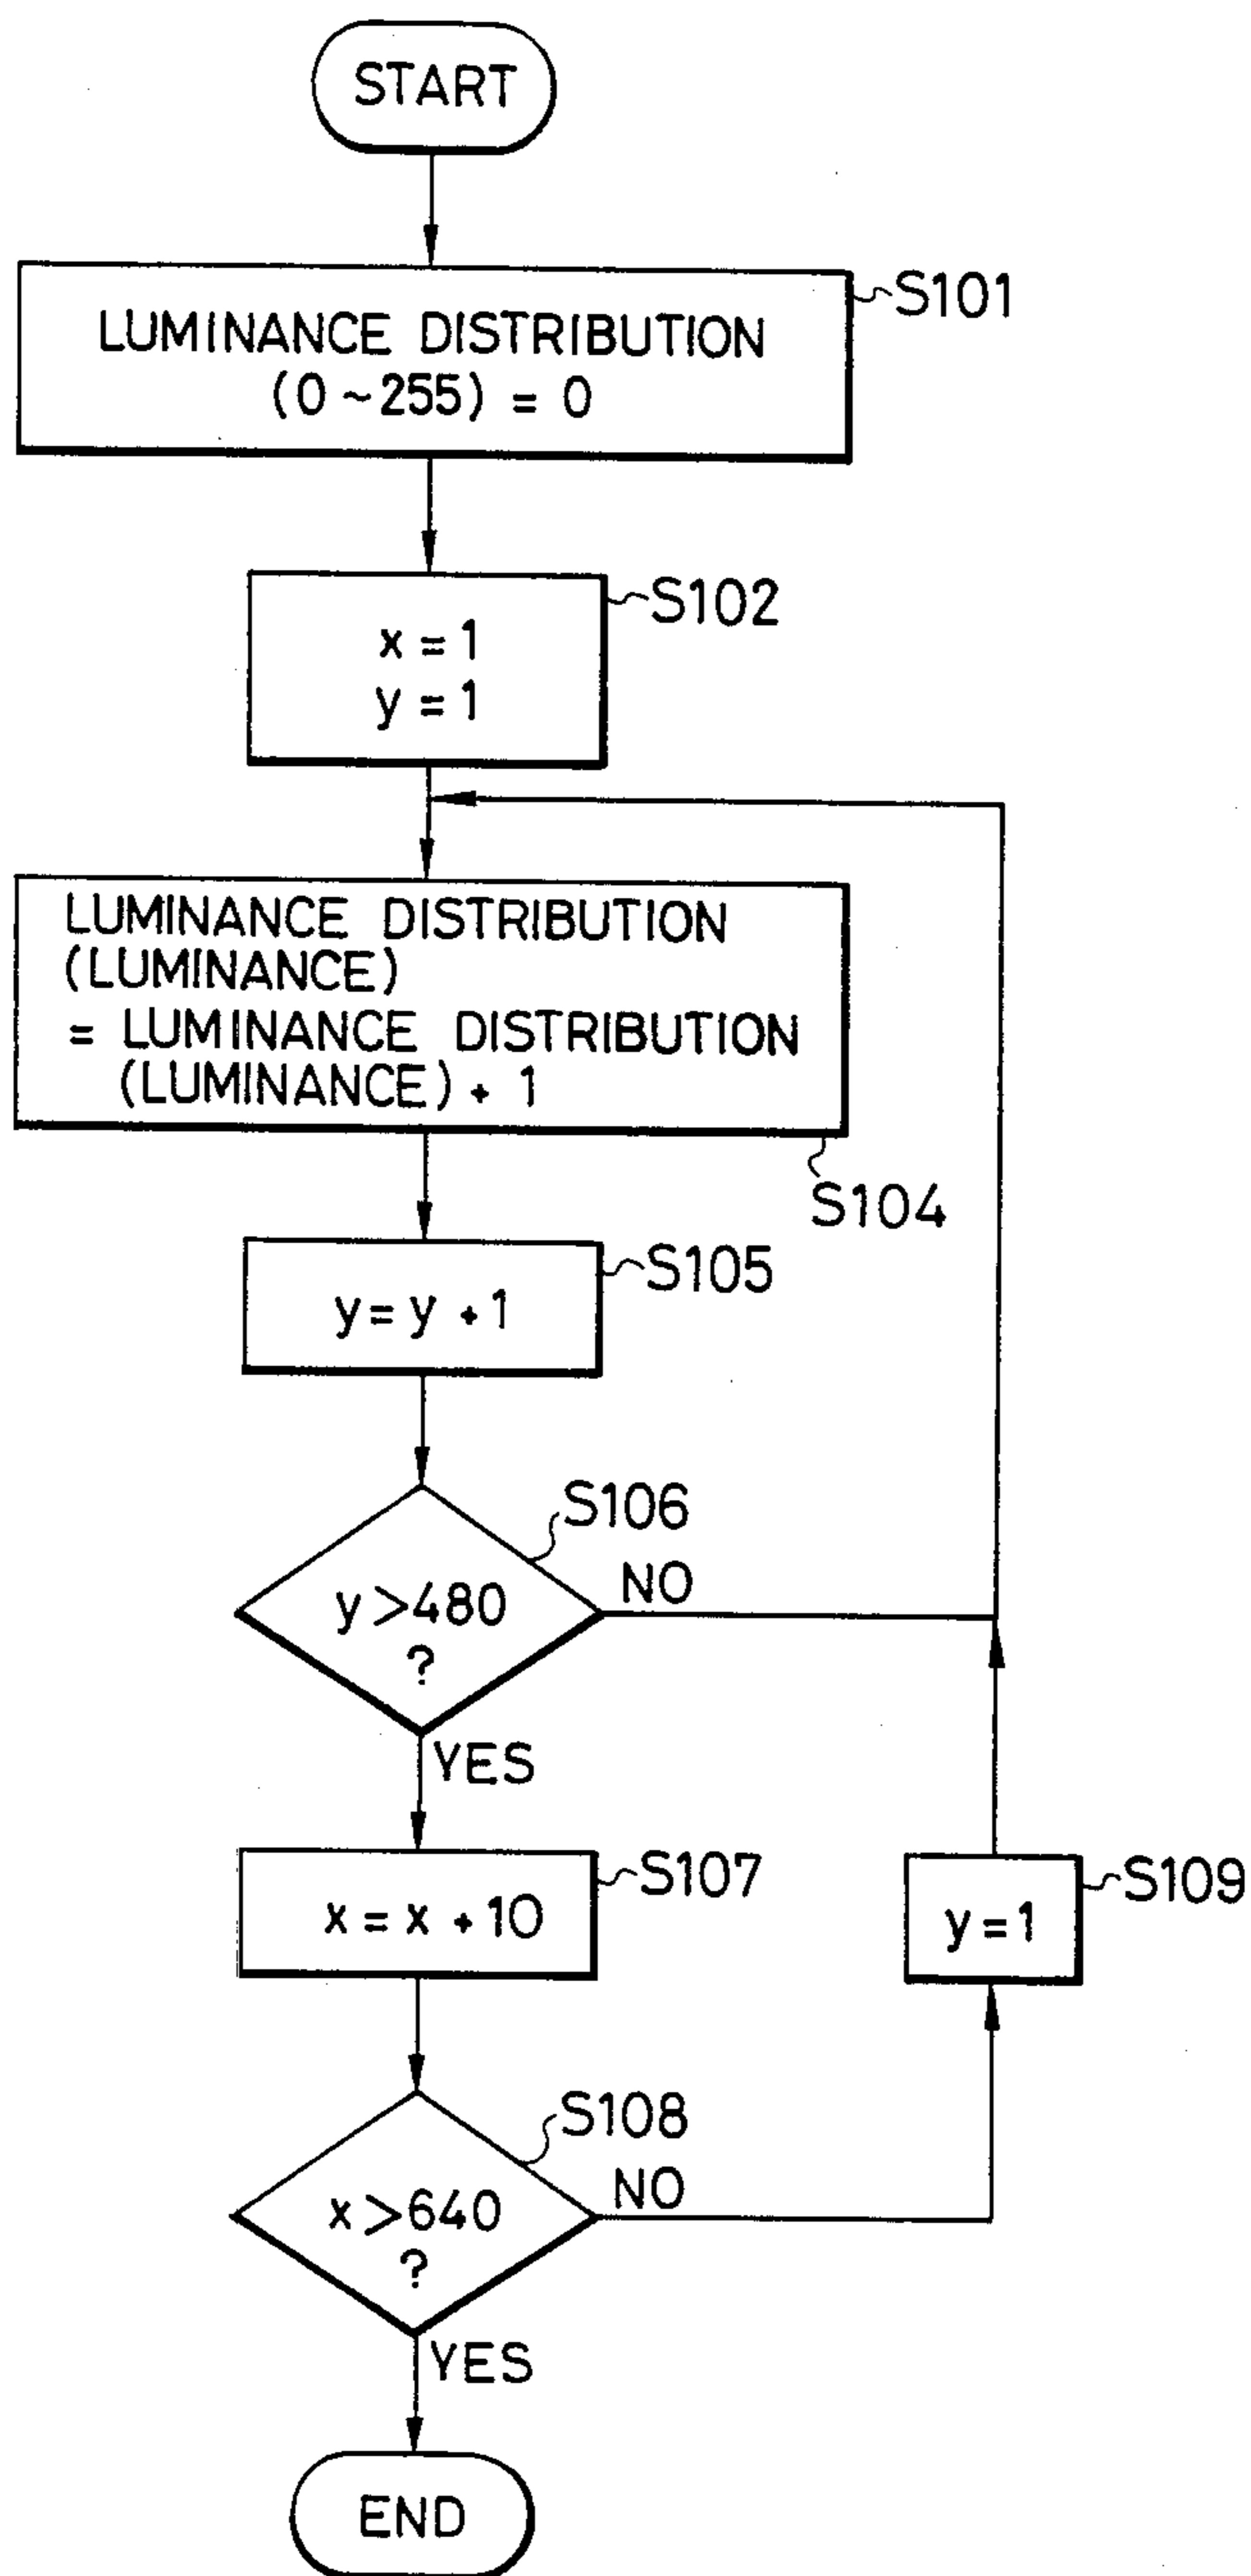 START
S101
LUMINANCE DISTRIBUTION
(0 ~ 255) = 0
S102
x = 1
y = 1
LUMINANCE DISTRIBUTION
(LUMINANCE)
= LUMINANCE DISTRIBUTION
(LUMINANCE) + 1
S104
S105
y = y + 1
S106
y > 480
?
NO
YES
S107
x = x + 10
S109
y = 1
S108
x > 640
?
NO
YES
END